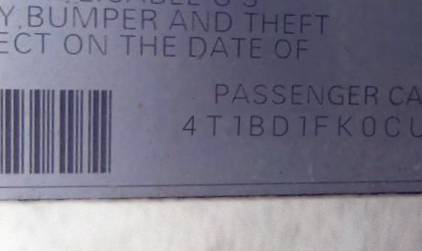 Y, BUMPER AND THEFT
ECT ON THE DATE OF
PASSENGER CA
4T1BD1FK0CU